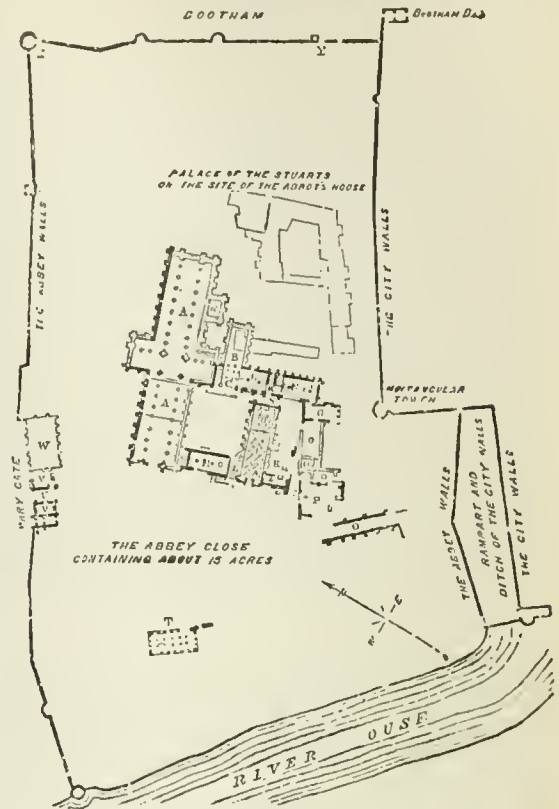 BOOTHAM
BOOTHAM BAR
Y
PALACE OF THE STUARTS
ON THE SITE OF THE ABBOT'S HOUSE
THE ABBEY WALLS
THE CITY WALLS
A
B
A
MULTANGULAR
TOWER
W
MARY GATE
P
THE ABBEY CLOSE
CONTAINING ABOUT 15 ACRES
THE ABBEY WALLS
RAMPART AND
DITCH OF THE CITY WALLS
THE CITY WALLS
T
RIVER OUSE